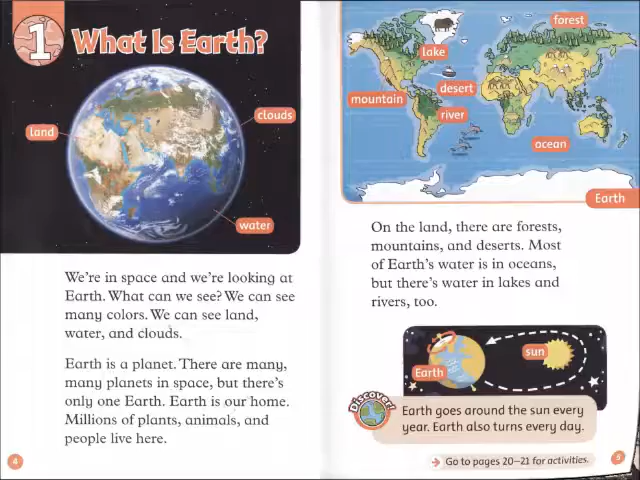 1 What Is Earth?
land
clouds
water
We're in space and we're looking at
Earth. What can we see? We can see
many colors. We can see land,
water, and clouds.
Earth is a planet. There are many,
many planets in space, but there's
only one Earth. Earth is our home.
Millions of plants, animals, and
people live here.
4
forest
lake
mountain
desert
river
ocean
Earth
On the land, there are forests,
mountains, and deserts. Most
of Earth's water is in oceans,
but there's water in lakes and
rivers, too.
Earth
sun
Discover!
Earth goes around the sun every
year. Earth also turns every day.
Go to pages 20–21 for activities.
5